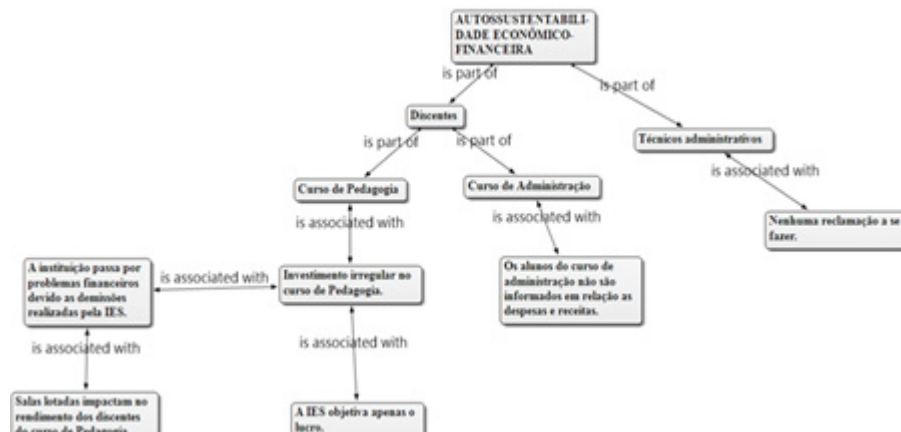 AUTOSSUSTENTABILI-
DADE ECONÔMICO-
FINANCEIRA
is part of
is part of
Discentes
is part of
is part of
Técnicos administrativos
is associated with
Curso de Pedagogia
Curso de Administração
is associated with
is associated with
Nenhuma reclamação a se
fazer.
A instituição passa por
problemas financeiros
devido as demissões
realizadas pela IES.
is associated with
Investimento irregular no
curso de Pedagogia.
Os alunos do curso de
administração não são
informados em relação as
despesas e receitas.
is associated with
is associated with
Salas lotadas impactam no
rendimento dos discentes
do curso de Pedagogia
A IES objetiva apenas o
lucro.